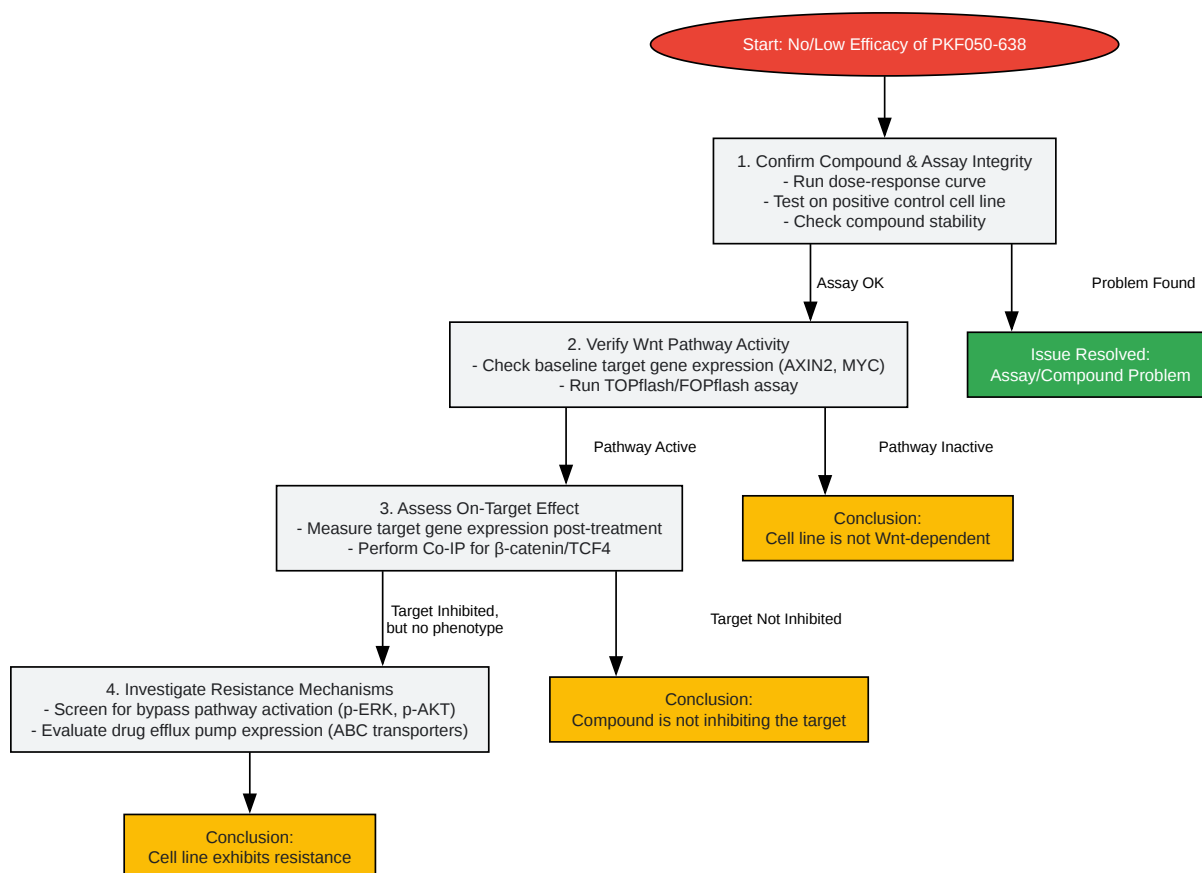 Start: No/Low Efficacy of PKF050-638
1. Confirm Compound & Assay Integrity
- Run dose-response curve
- Test on positive control cell line
- Check compound stability
Assay OK
Problem Found
2. Verify Wnt Pathway Activity
- Check baseline target gene expression (AXIN2, MYC)
- Run TOPflash/FOPflash assay
Issue Resolved:
Assay/Compound Problem
Pathway Active
Pathway Inactive
3. Assess On-Target Effect
- Measure target gene expression post-treatment
- Perform Co-IP for β-catenin/TCF4
Conclusion:
Cell line is not Wnt-dependent
Target Inhibited,
but no phenotype
Target Not Inhibited
4. Investigate Resistance Mechanisms
- Screen for bypass pathway activation (p-ERK, p-AKT)
- Evaluate drug efflux pump expression (ABC transporters)
Conclusion:
Compound is not inhibiting the target
Conclusion:
Cell line exhibits resistance